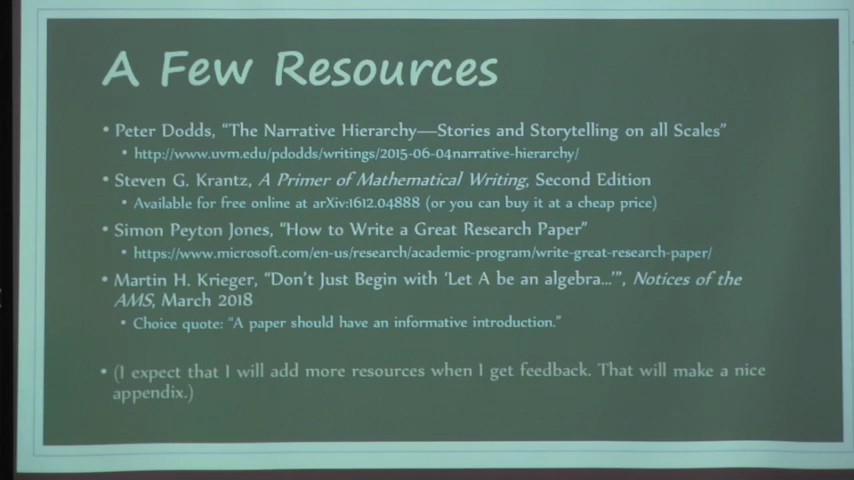 A Few Resources
• Peter Dodds, “The Narrative Hierarchy—Stories and Storytelling on all Scales”
• http://www.uvm.edu/pdodds/writings/2015-06-04narrative-hierarchy/
• Steven G. Krantz, A Primer of Mathematical Writing, Second Edition
• Available for free online at arXiv:1612.04888 (or you can buy it at a cheap price)
• Simon Peyton Jones, “How to Write a Great Research Paper”
• https://www.microsoft.com/en-us/research/academic-program/write-great-research-paper/
• Martin H. Krieger, “Don’t Just Begin with ‘Let A be an algebra...’”, Notices of the
AMS, March 2018
• Choice quote: “A paper should have an informative introduction.”
• (I expect that I will add more resources when I get feedback. That will make a nice
appendix.)